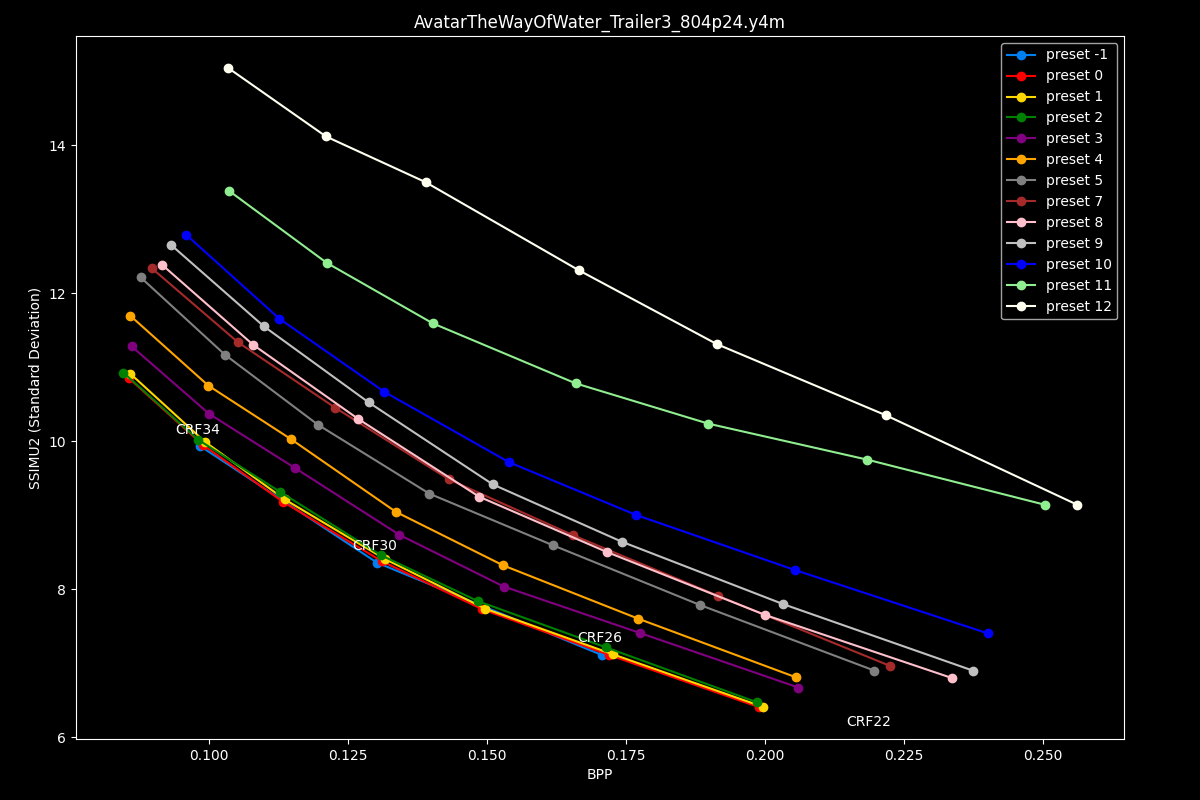 AvatarTheWayOfWater_Trailer3_804p24.y4m
preset -1
preset 0
preset 1
preset 2
preset 3
preset 4
preset 5
preset 7
preset 8
preset 9
preset 10
preset 11
preset 12
14
12
10
8
6
SSIMU2 (Standard Deviation)
CRF34
CRF30
CRF26
CRF22
0.100 0.125 0.150 0.175 0.200 0.225 0.250
BPP